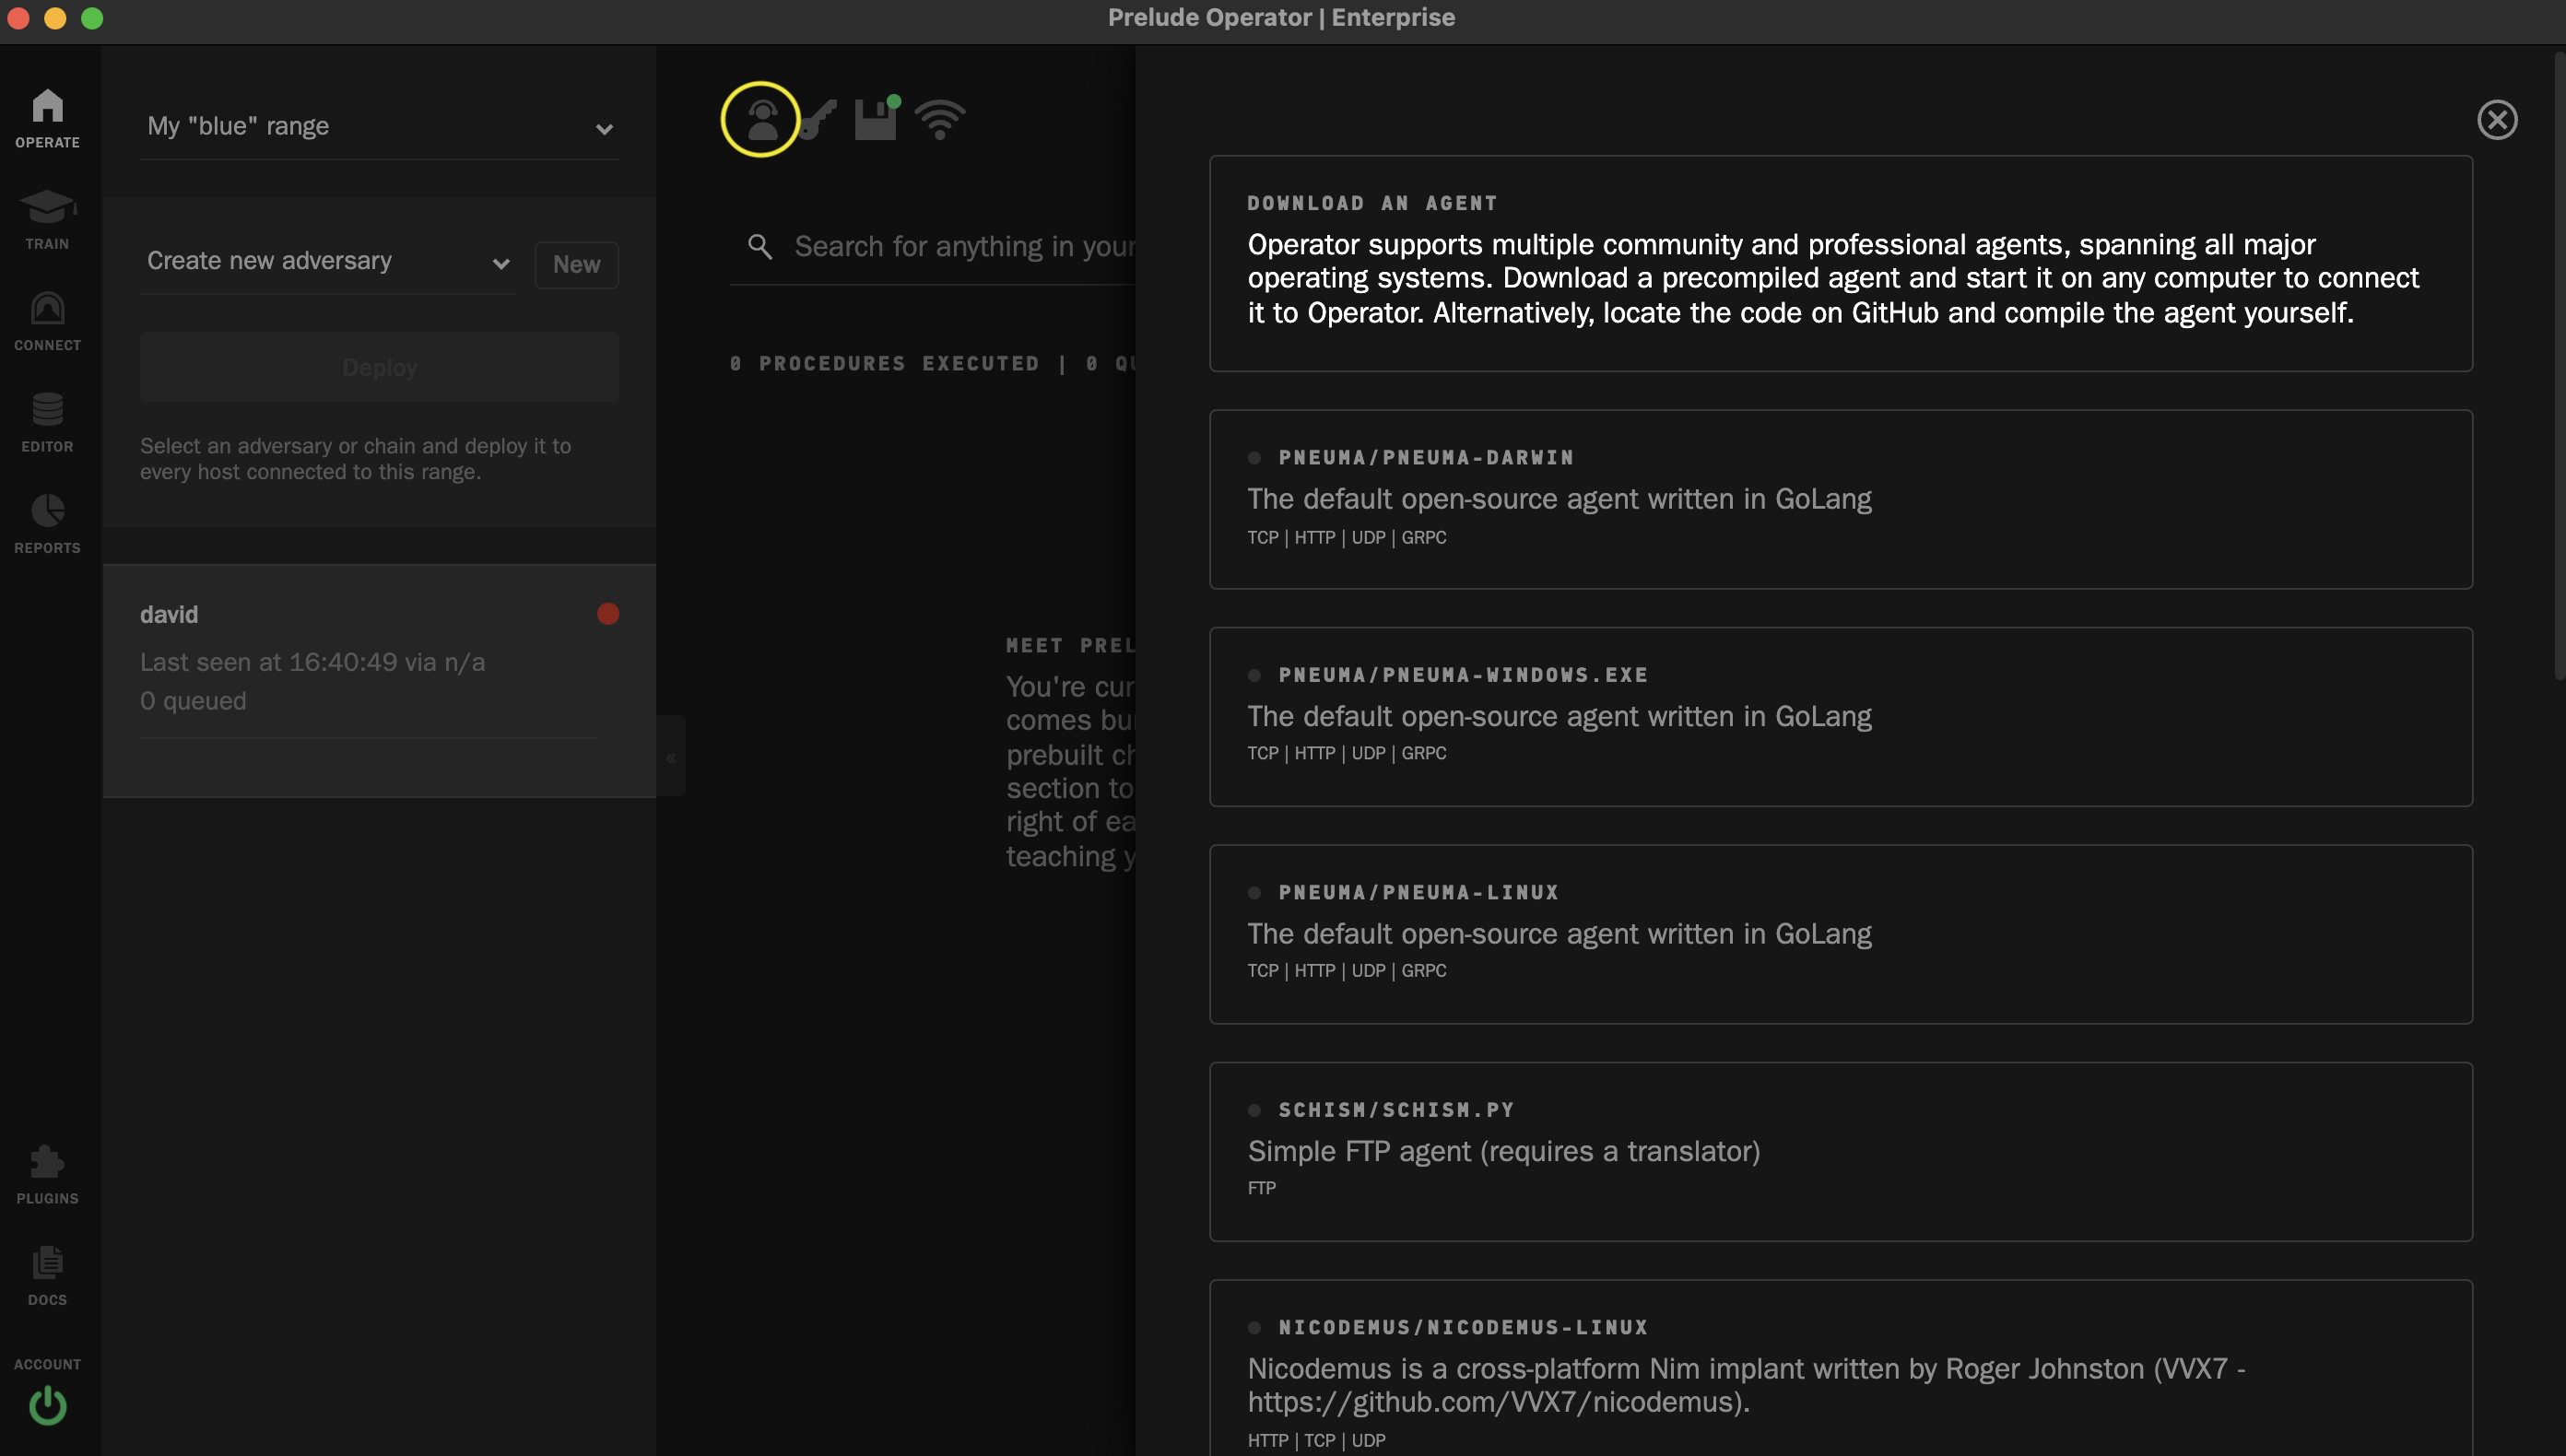 Prelude Operator | Enterprise
OPERATE
TRAIN
CONNECT
EDITOR
REPORTS
PLUGINS
DOCS
ACCOUNT
My "blue" range
Create new adversary
New
Deploy
Select an adversary or chain and deploy it to
every host connected to this range.
david
Last seen at 16:40:49 via n/a
0 queued
«
Search for anything in your
0 PROCEDURES EXECUTED | 0 QU
MEET PREL
You're cur
comes bu
prebuilt ch
section to
right of ea
teaching y
DOWNLOAD AN AGENT
Operator supports multiple community and professional agents, spanning all major
operating systems. Download a precompiled agent and start it on any computer to connect
it to Operator. Alternatively, locate the code on GitHub and compile the agent yourself.
PNEUMA/PNEUMA-DARWIN
The default open-source agent written in GoLang
TCP | HTTP | UDP | GRPC
PNEUMA/PNEUMA-WINDOWS.EXE
The default open-source agent written in GoLang
TCP | HTTP | UDP | GRPC
PNEUMA/PNEUMA-LINUX
The default open-source agent written in GoLang
TCP | HTTP | UDP | GRPC
SCHISM/SCHISM.PY
Simple FTP agent (requires a translator)
FTP
NICODEMUS/NICODEMUS-LINUX
Nicodemus is a cross-platform Nim implant written by Roger Johnston (VVX7 -
https://github.com/VVX7/nicodemus).
HTTP | TCP | UDP